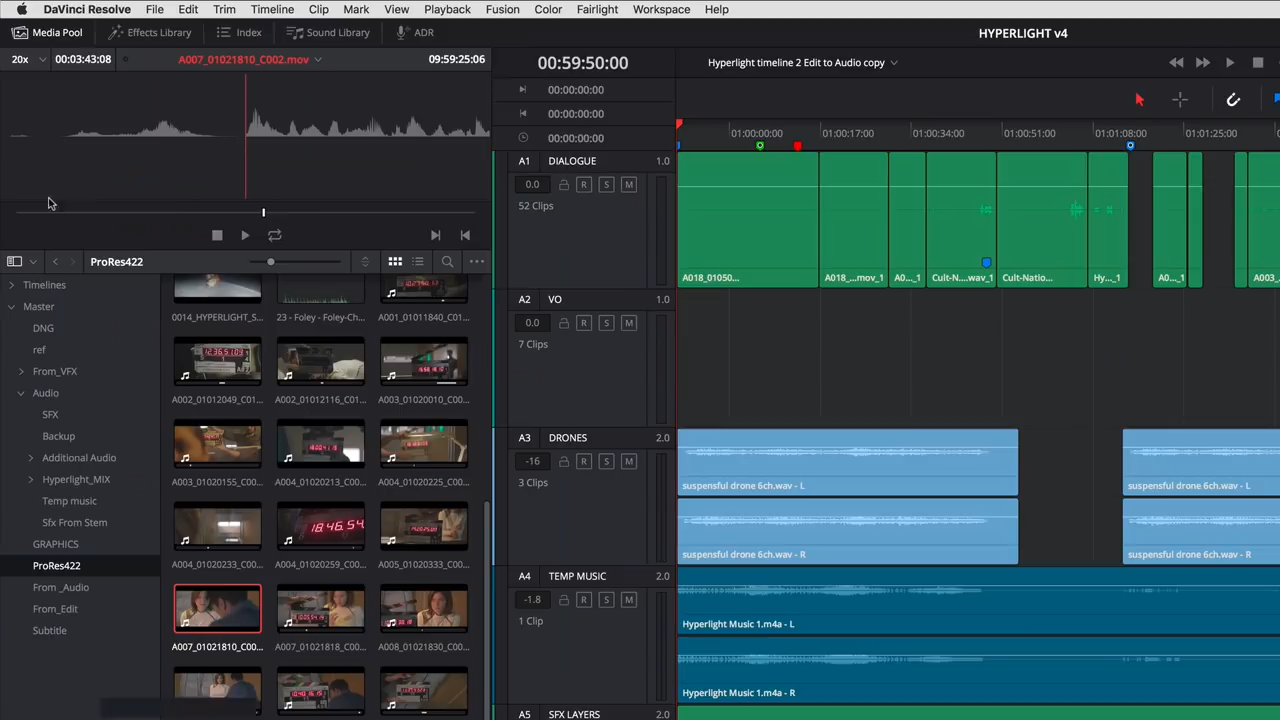 DaVinci Resolve File Edit Trim Timeline Clip Mark View Playback Fusion Color Fairlight Workspace Help
Media Pool Effects Library Index Sound Library ADR HYPERLIGHT v4
20x 00:03:43:08 A007_01021810_C002.mov 09:59:25:06
00:59:50:00 Hyperlight timeline 2 Edit to Audio copy
00:00:00:00
00:00:00:00
00:00:00:00
01:00:00:00 01:00:17:00 01:00:34:00 01:00:51:00 01:01:08:00 01:01:25:00
A1 DIALOGUE 1.0
0.0 R S M
52 Clips
A018_01050... A018_...mov_1 A0..._1 Cult-N....wav_1 Cult-Natio... Hy..._1 A0..._1 A003_
ProRes422
Timelines
Master
DNG
ref
From_VFX
Audio
SFX
Backup
Additional Audio
Hyperlight_MIX
Temp music
Sfx From Stem
GRAPHICS
ProRes422
From_Audio
From_Edit
Subtitle
0014_HYPERLIGHT_S... 23 - Foley - Foley-Ch... A001_01011840_C01...
A002_01012049_C01... A002_01012116_C01... A003_01020010_C00...
A003_01020155_C00... A004_01020213_C00... A004_01020225_C00...
18.46.54
A004_01020233_C00... A004_01020259_C00... A005_01020340_C00...
A007_01021810_C00... A007_01021818_C00... A008_01021830_C00...
A2 VO 1.0
0.0 R S M
7 Clips
A3 DRONES 2.0
-16 R S M
3 Clips
suspensful drone 6ch.wav - L suspensful drone 6ch.wav - L
suspensful drone 6ch.wav - R suspensful drone 6ch.wav - R
A4 TEMP MUSIC 2.0
-1.8 R S M
1 Clip
Hyperlight Music 1.m4a - L
Hyperlight Music 1.m4a - R
A5 SFX LAYERS 2.0